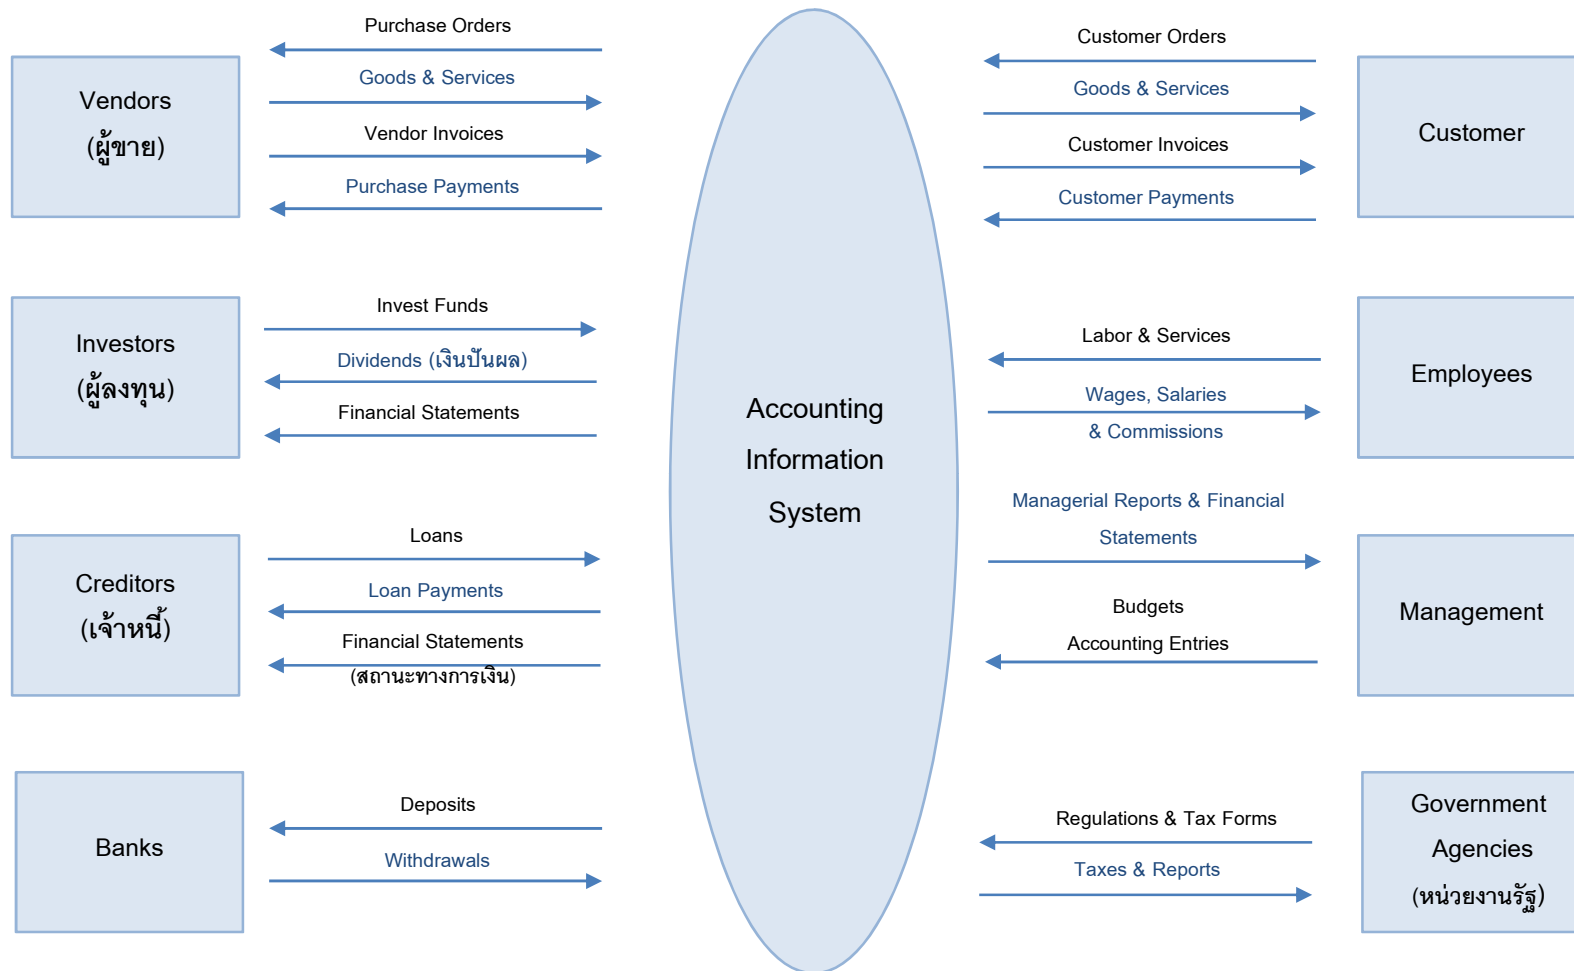 Purchase Orders
Goods & Services
Vendor Invoices
Purchase Payments
Vendors
(ผู้ขาย)
Invest Funds
Dividends (เงินปันผล)
Financial Statements
Investors
(ผู้ลงทุน)
Loans
Loan Payments
Financial Statements
(สถานะทางการเงิน)
Creditors
(เจ้าหนี้)
Deposits
Withdrawals
Banks
Accounting
Information
System
Customer Orders
Goods & Services
Customer Invoices
Customer Payments
Customer
Labor & Services
Wages, Salaries
& Commissions
Employees
Managerial Reports & Financial
Statements
Budgets
Accounting Entries
Management
Regulations & Tax Forms
Taxes & Reports
Government
Agencies
(หน่วยงานรัฐ)